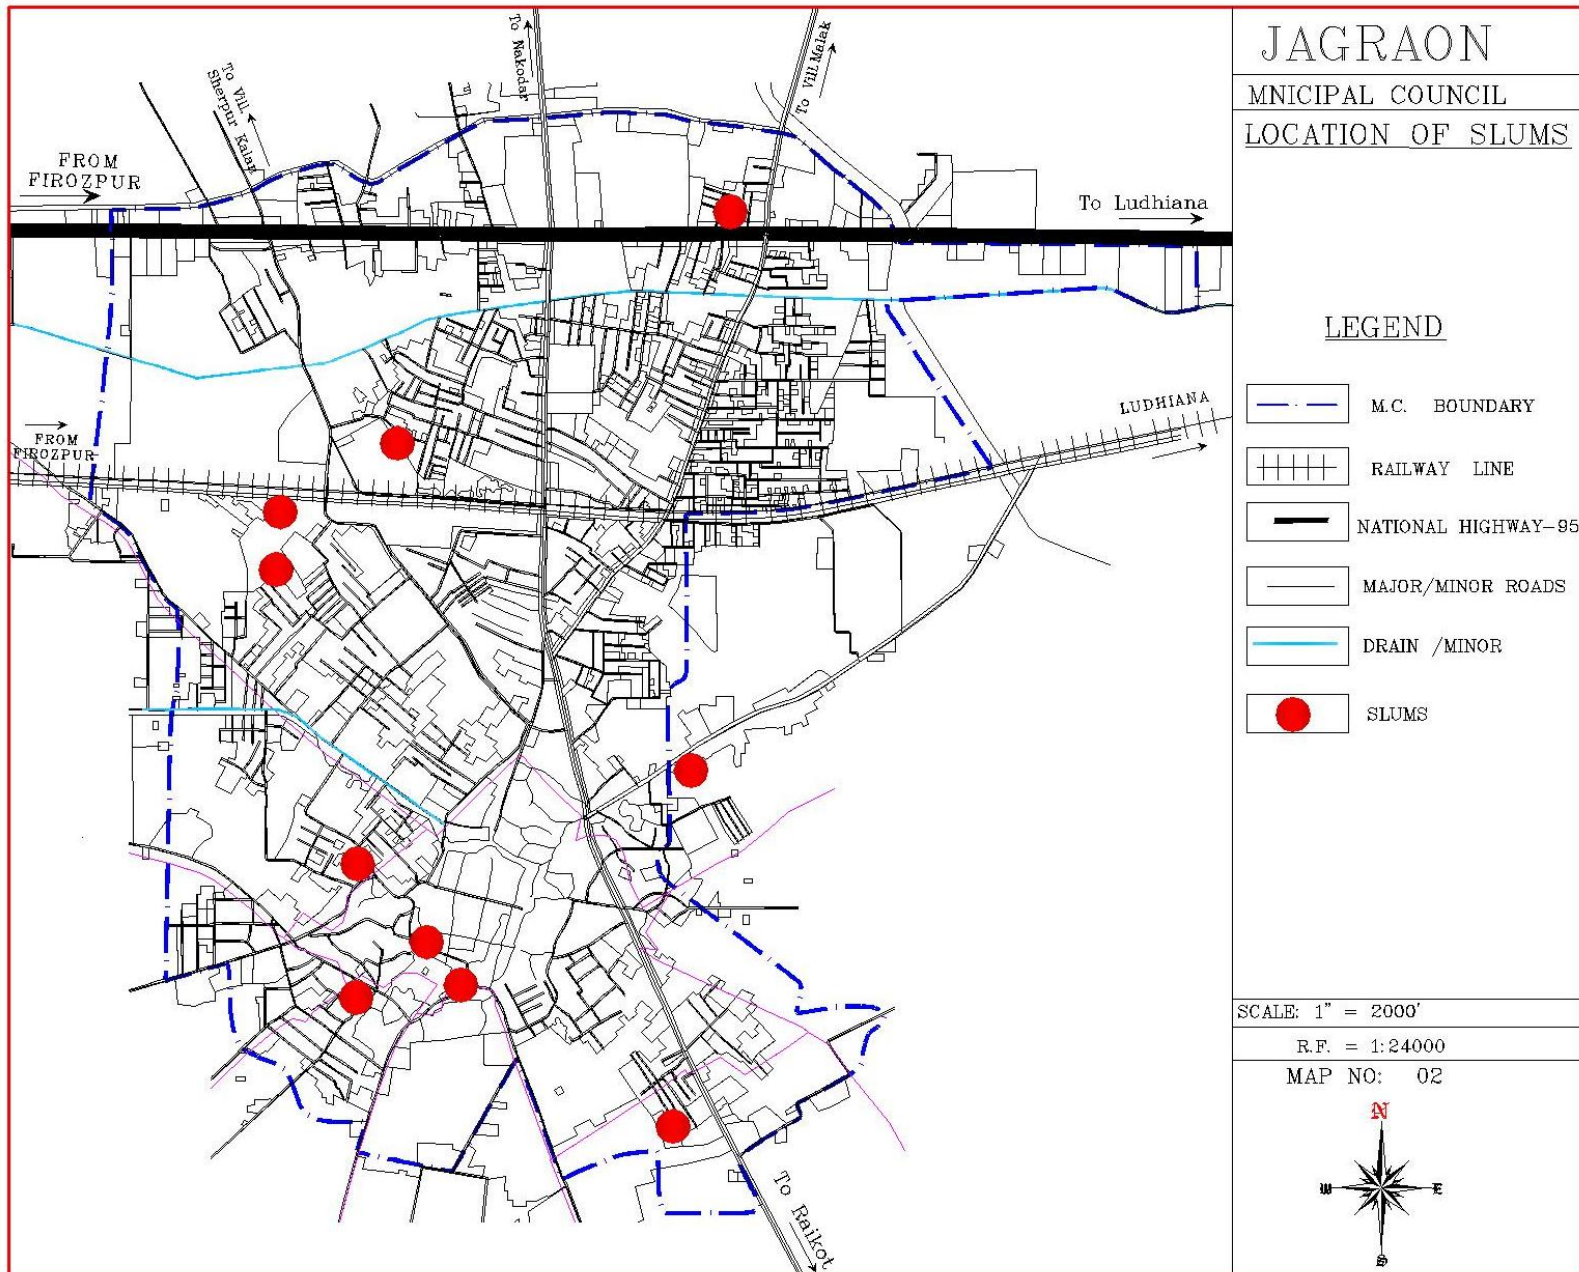 JAGRAON
MNICIPAL COUNCIL
LOCATION OF SLUMS
To Nakodar
To Vill.Malak
To Vill.
Sherpur Kalan
FROM
FIROZPUR
To Ludhiana
FROM
FIROZPUR
LUDHIANA
To Raikot
LEGEND
M.C. BOUNDARY
RAILWAY LINE
NATIONAL HIGHWAY-95
MAJOR/MINOR ROADS
DRAIN /MINOR
SLUMS
SCALE: 1" = 2000'
R.F. = 1:24000
MAP NO: 02
N
W
E
S